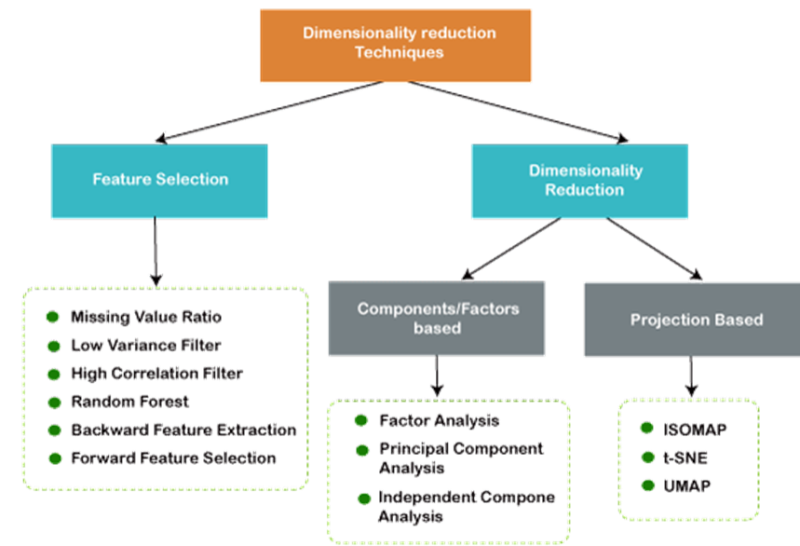 Dimensionality reduction
Techniques
Feature Selection
Dimensionality
Reduction
Components/Factors
based
Projection Based
Missing Value Ratio
Low Variance Filter
High Correlation Filter
Random Forest
Backward Feature Extraction
Forward Feature Selection
Factor Analysis
Principal Component
Analysis
Independent Compone
Analysis
ISOMAP
t-SNE
UMAP